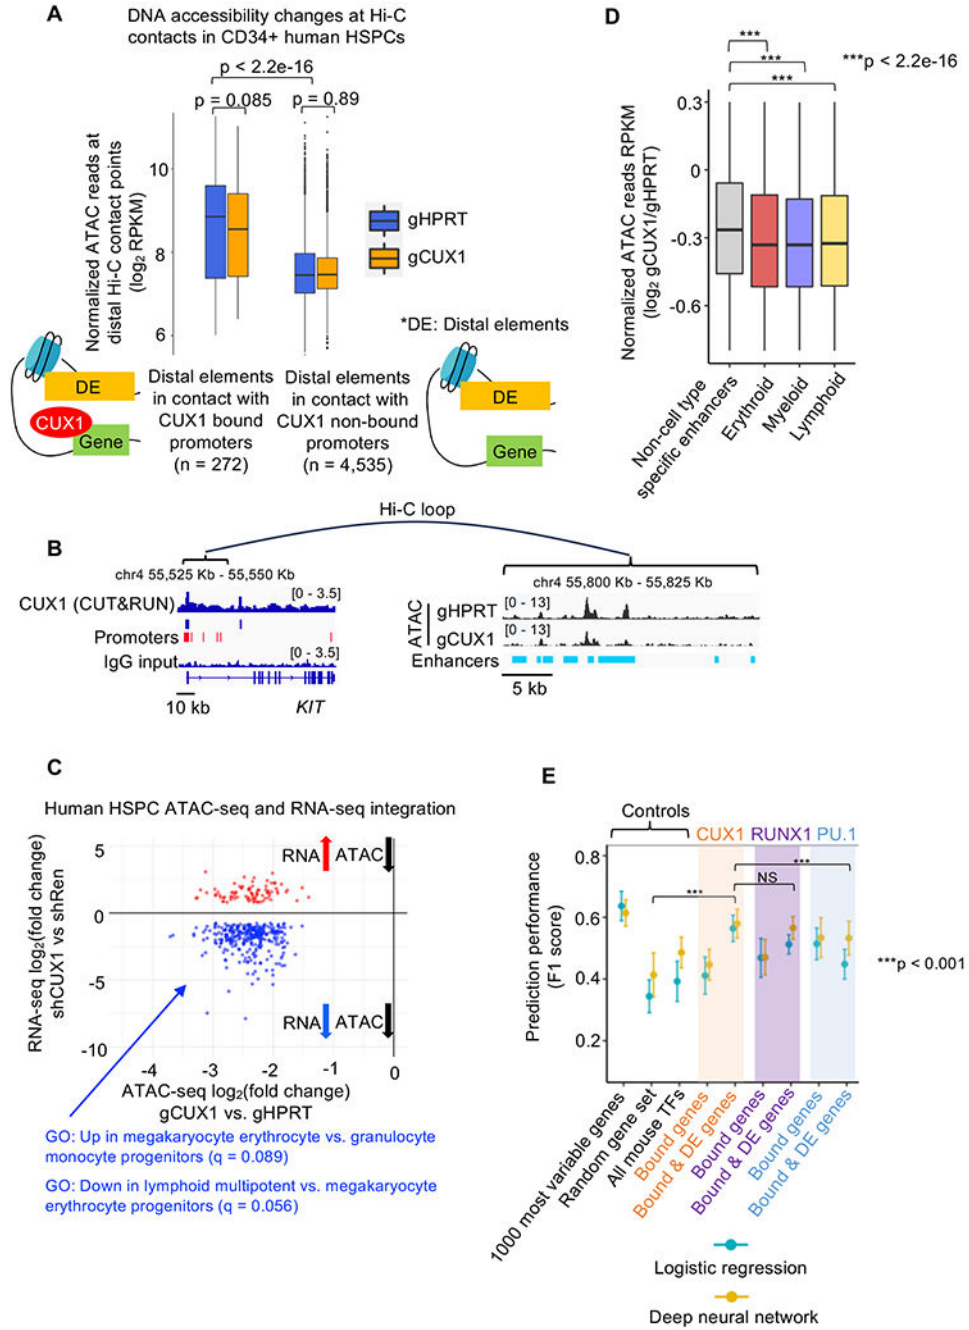 A
DNA accessibility changes at Hi-C
contacts in CD34+ human HSPCs
p < 2.2e-16
p = 0.085
p = 0.89
Normalized ATAC reads at
distal Hi-C contact points
(log2 RPKM)
10
8
6
gHPRT
gCUX1
*DE: Distal elements
DE
CUX1
Gene
Distal elements
in contact with
CUX1 bound
promoters
(n = 272)
Distal elements
in contact with
CUX1 non-bound
promoters
(n = 4,535)
DE
Gene
D
***
***
***
***p < 2.2e-16
Normalized ATAC reads RPKM
(log2 gCUX1/gHPRT)
0.3
0
-0.3
-0.6
Non-cell type
specific enhancers
Erythroid
Myeloid
Lymphoid
B
Hi-C loop
chr4 55,525 Kb - 55,550 Kb
CUX1 (CUT&RUN)
[0 - 3.5]
Promoters
IgG input
[0 - 3.5]
10 kb
KIT
chr4 55,800 Kb - 55,825 Kb
ATAC
gHPRT
[0 - 13]
gCUX1
[0 - 13]
Enhancers
5 kb
C
Human HSPC ATAC-seq and RNA-seq integration
RNA-seq log2(fold change)
shCUX1 vs shRen
5
0
-5
-10
RNA ATAC
RNA ATAC
-4
-3
-2
-1
0
ATAC-seq log2(fold change)
gCUX1 vs. gHPRT
GO: Up in megakaryocyte erythrocyte vs. granulocyte
monocyte progenitors (q = 0.089)
GO: Down in lymphoid multipotent vs. megakaryocyte
erythrocyte progenitors (q = 0.056)
E
Controls
CUX1
RUNX1
PU.1
***
NS
***
***p < 0.001
Prediction performance
(F1 score)
0.8
0.6
0.4
0.2
1000 most variable genes
Random gene set
All mouse TFs
Bound genes
Bound & DE genes
Bound genes
Bound & DE genes
Bound genes
Bound & DE genes
Logistic regression
Deep neural network